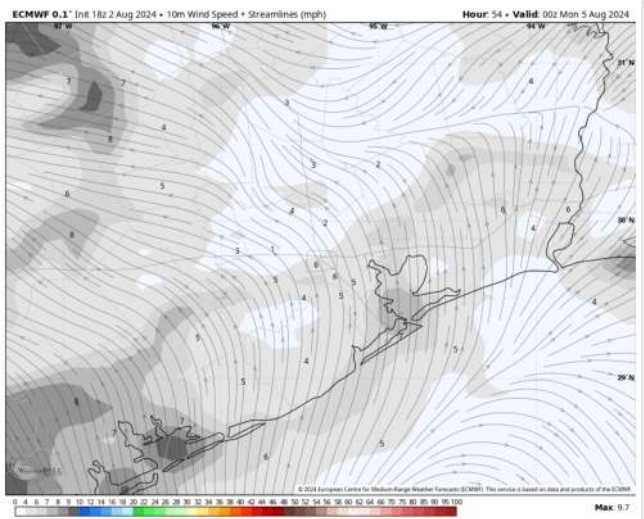 ECMWF 0.1° Init 18z 2 Aug 2024 • 10m Wind Speed + Streamlines (mph)
Hour: 54 • Valid: 00z Mon 5 Aug 2024
97°W 96°W 95°W 94°W
31°N
7 7 4
3
8 4
3 2
6 5
4 6 6
30°N
2 4
8
3 1
6 6
5 5
4 5 4
5
5
4
29°N
5
8
7
7
5
6
© 2024 European Centre for Medium-Range Weather Forecasts (ECMWF). This service is based on data and products of the ECMWF.
0 4 5 6 7 8 9 10 12 14 16 18 20 22 24 26 28 30 32 34 36 38 40 42 44 46 48 50 52 54 56 58 60 65 70 75 80 85 90 95 100
Max: 9.7